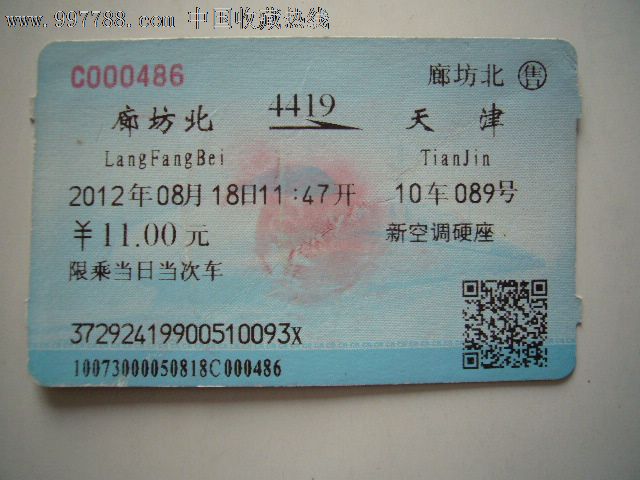 www.997788.com 中国收藏热线
C000486 廊坊北 售
廊坊北 4419 天津
LangFangBei TianJin
2012年08月18日11:47开 10车089号
¥11.00元 新空调硬座
限乘当日当次车
37292419900510093x
10073000050818C000486